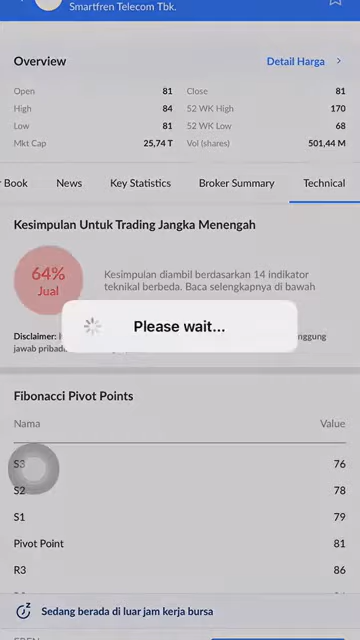 Smartfren Telecom Tbk.
Overview
Detail Harga >
Open 81 Close 81
High 84 52 WK High 170
Low 81 52 WK Low 68
Mkt Cap 25,74 T Vol (shares) 501,44 M
Book News Key Statistics Broker Summary Technical
Kesimpulan Untuk Trading Jangka Menengah
64%
Jual
Kesimpulan diambil berdasarkan 14 indikator
teknikal berbeda. Baca selengkapnya di bawah
Please wait...
Disclaimer:
jawab
Fibonacci Pivot Points
Nama Value
S3 76
S2 78
S1 79
Pivot Point 81
R3 86
Sedang berada di luar jam kerja bursa